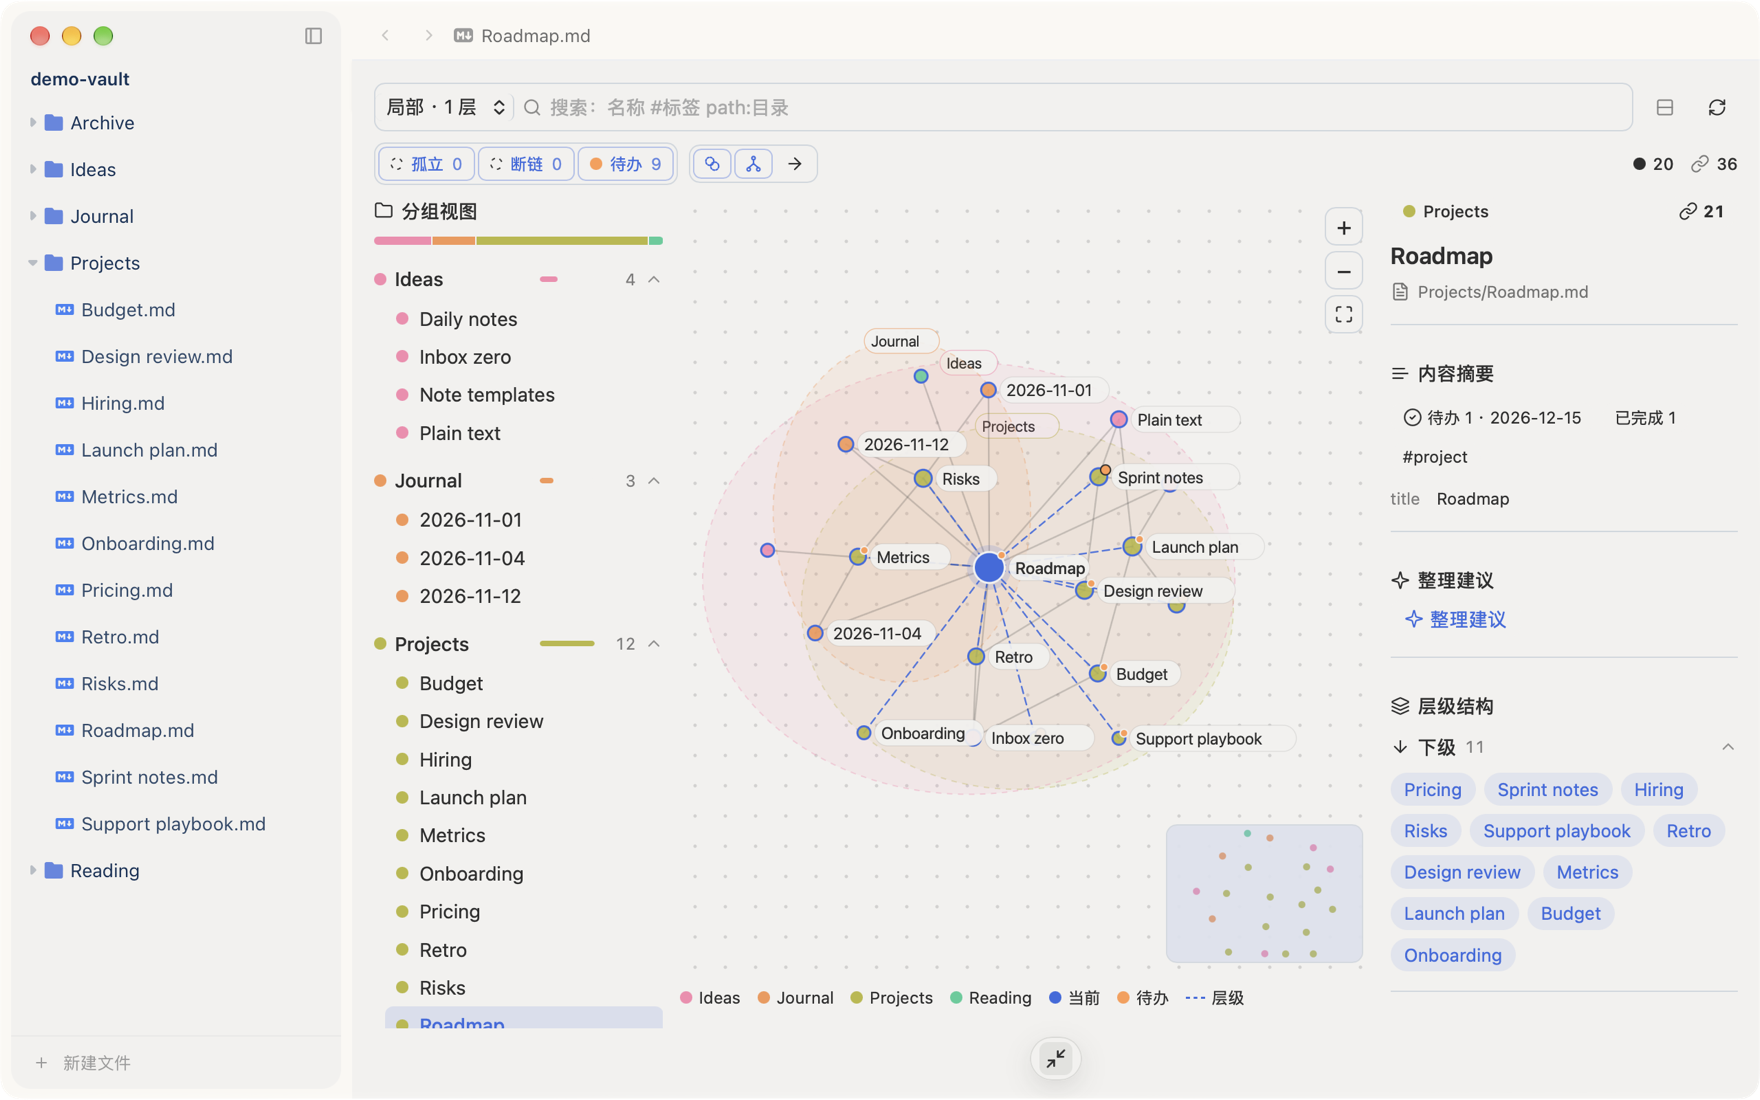 demo-vault
Archive
Ideas
Journal
Projects
Budget.md
Design review.md
Hiring.md
Launch plan.md
Metrics.md
Onboarding.md
Pricing.md
Retro.md
Risks.md
Roadmap.md
Sprint notes.md
Support playbook.md
Reading
新建文件
Roadmap.md
局部 · 1 层
搜索：名称 #标签 path:目录
孤立 0
断链 0
待办 9
20
36
分组视图
Ideas 4
Daily notes
Inbox zero
Note templates
Plain text
Journal 3
2026-11-01
2026-11-04
2026-11-12
Projects 12
Budget
Design review
Hiring
Launch plan
Metrics
Onboarding
Pricing
Retro
Risks
Roadmap
Journal
Ideas
2026-11-01
Projects
Plain text
2026-11-12
Risks
Sprint notes
Metrics
Launch plan
Roadmap
Design review
2026-11-04
Retro
Budget
Onboarding
Inbox zero
Support playbook
Ideas
Journal
Projects
Reading
当前
待办
层级
Projects
21
Roadmap
Projects/Roadmap.md
内容摘要
待办 1 · 2026-12-15 已完成 1
#project
title Roadmap
整理建议
整理建议
层级结构
下级 11
Pricing
Sprint notes
Hiring
Risks
Support playbook
Retro
Design review
Metrics
Launch plan
Budget
Onboarding